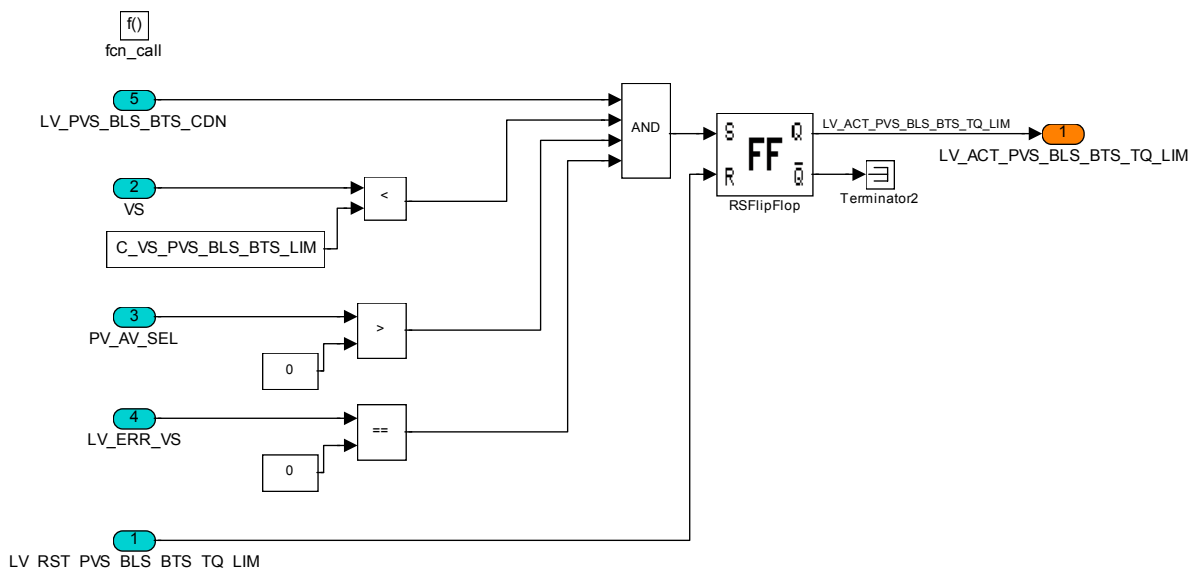 f()
fcn_call
5
LV_PVS_BLS_BTS_CDN
AND
S Q
FF
R Q̅
RSFlipFlop
LV_ACT_PVS_BLS_BTS_TQ_LIM
1
LV_ACT_PVS_BLS_BTS_TQ_LIM
Terminator2
2
VS
<
C_VS_PVS_BLS_BTS_LIM
3
PV_AV_SEL
>
0
4
LV_ERR_VS
==
0
1
LV_RST_PVS_BLS_BTS_TQ_LIM